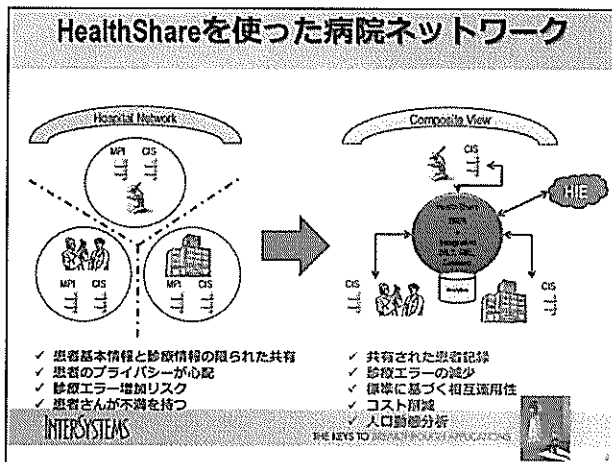 HealthShareを使った病院ネットワーク
Hospital Network
MPI CIS
MPI CIS
MPI CIS
✓ 患者基本情報と診療情報の限られた共有
✓ 患者のプライバシーが心配
✓ 診療エラー増加リスク
✓ 患者さんが不満を持つ
Composite View
CIS
HIE
CIS
CIS
✓ 共有された患者記録
✓ 診療エラーの減少
✓ 標準に基づく相互運用性
✓ コスト削減
✓ 人口動態分析
INTERSYSTEMS
THE KEYS TO BREAKTHROUGH APPLICATIONS